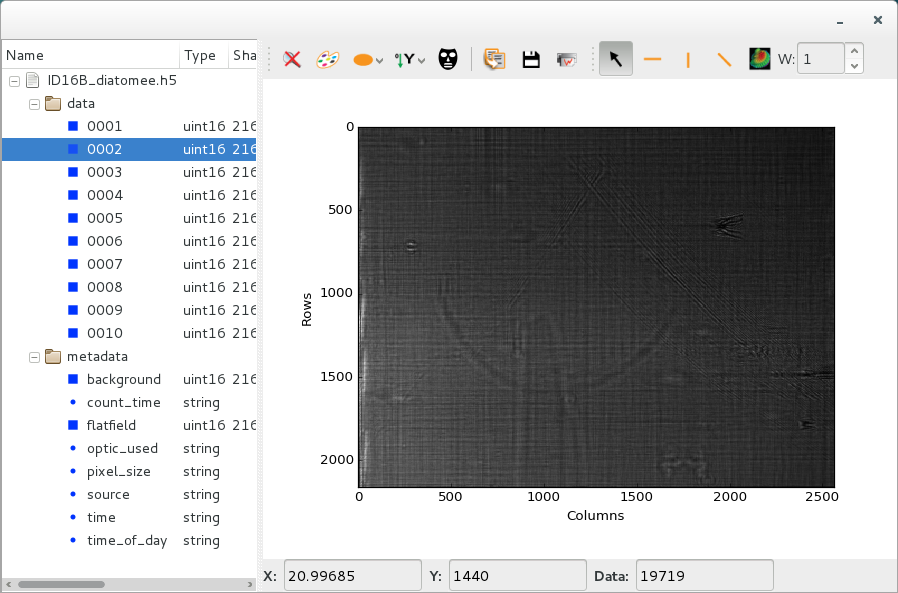 Name Type Sha
ID16B_diatomee.h5
data
0001 uint16 216
0002 uint16 216
0003 uint16 216
0004 uint16 216
0005 uint16 216
0006 uint16 216
0007 uint16 216
0008 uint16 216
0009 uint16 216
0010 uint16 216
metadata
background uint16 216
count_time string
flatfield uint16 216
optic_used string
pixel_size string
source string
time string
time_of_day string
Y
W: 1
0
500
1000
1500
2000
Rows
0 500 1000 1500 2000 2500
Columns
X: 20.99685 Y: 1440 Data: 19719